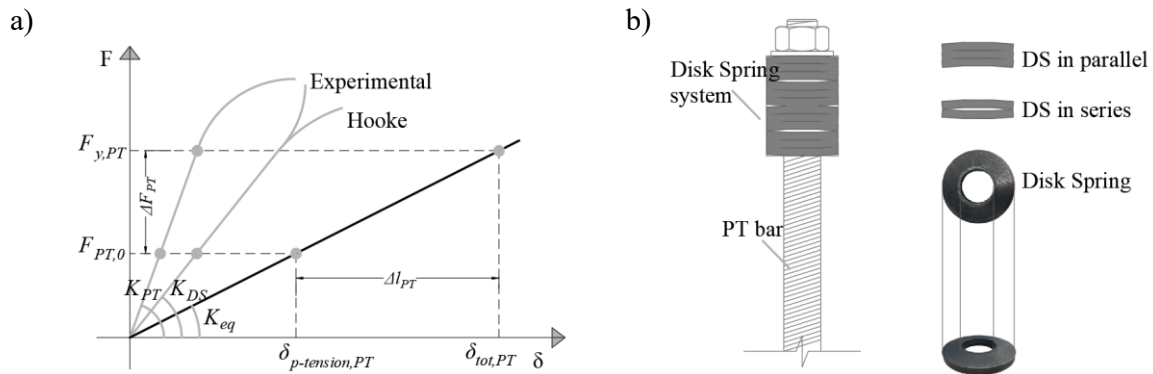 a)
F
Experimental
Hooke
F_{y,PT}
ΔF_{PT}
F_{PT,0}
Δl_{PT}
K_{PT}
K_{DS}
K_{eq}
δ_{p-tension,PT}
δ_{tot,PT}
δ
b)
Disk Spring
system
PT bar
DS in parallel
DS in series
Disk Spring